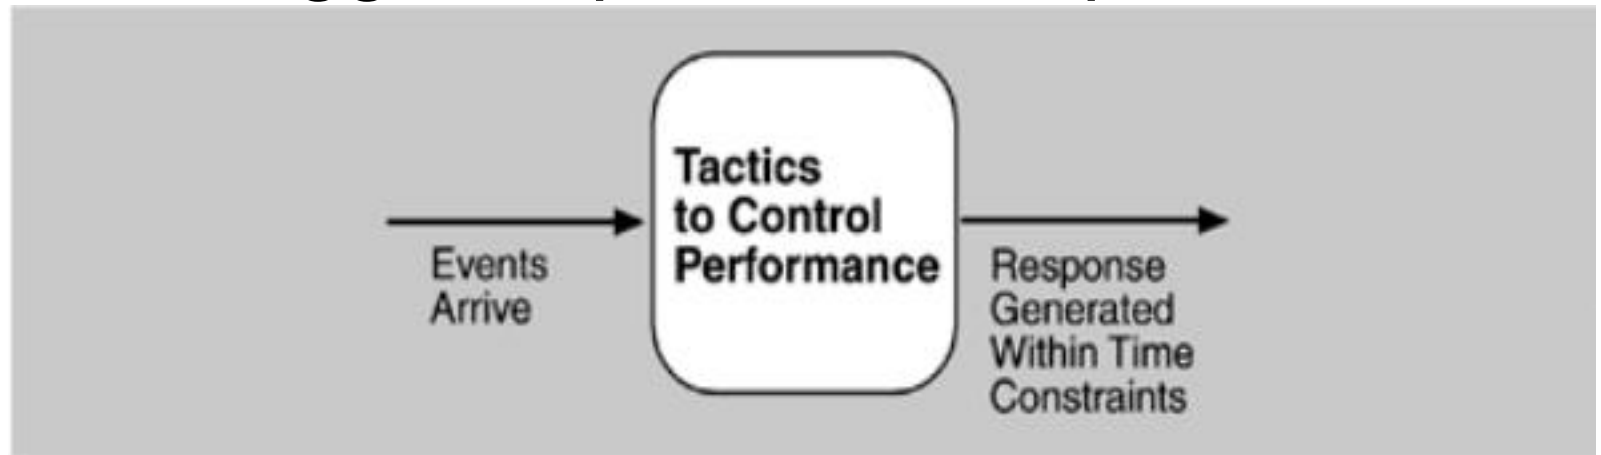 Tactics
to Control
Performance
Events
Arrive
Response
Generated
Within Time
Constraints